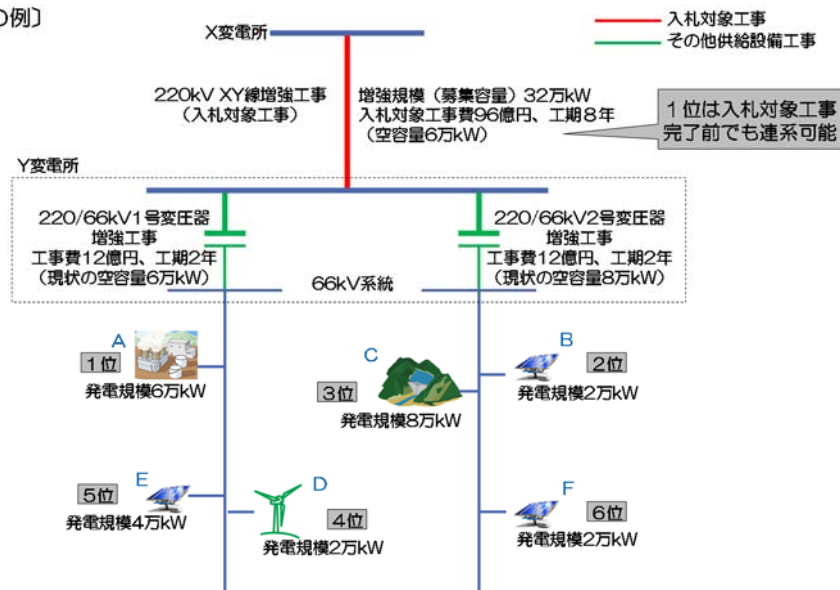 の例〕
X変電所
入札対象工事
その他供給設備工事
220kV XY線増強工事
（入札対象工事）
増強規模（募集容量）32万kW
入札対象工事費96億円、工期8年
（空容量6万kW）
1位は入札対象工事
完了前でも連系可能
Y変電所
220/66kV1号変圧器
増強工事
工事費12億円、工期2年
（現状の空容量6万kW）
220/66kV2号変圧器
増強工事
工事費12億円、工期2年
（現状の空容量8万kW）
66kV系統
A
1位
発電規模6万kW
C
3位
発電規模8万kW
B
2位
発電規模2万kW
E
5位
発電規模4万kW
D
4位
発電規模2万kW
F
6位
発電規模2万kW